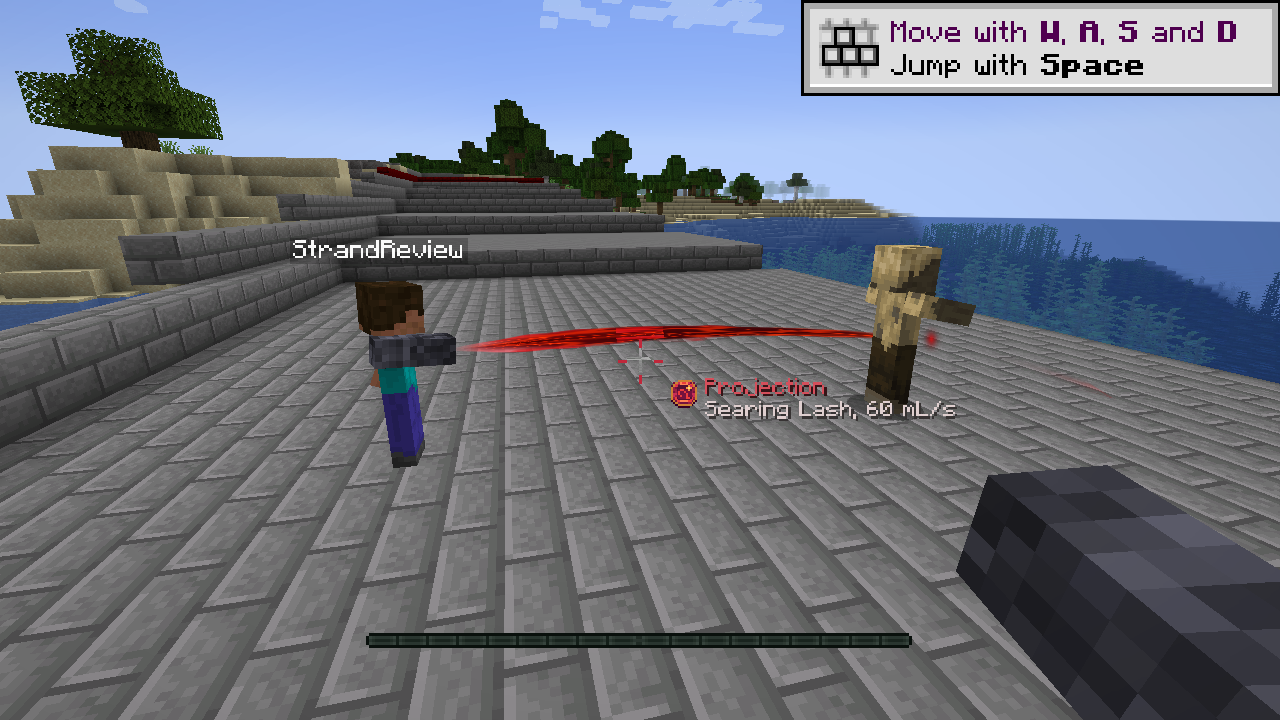 Move with W, A, S and D
Jump with Space
StrandReview
Projection
Searing Lash, 60 mL/s